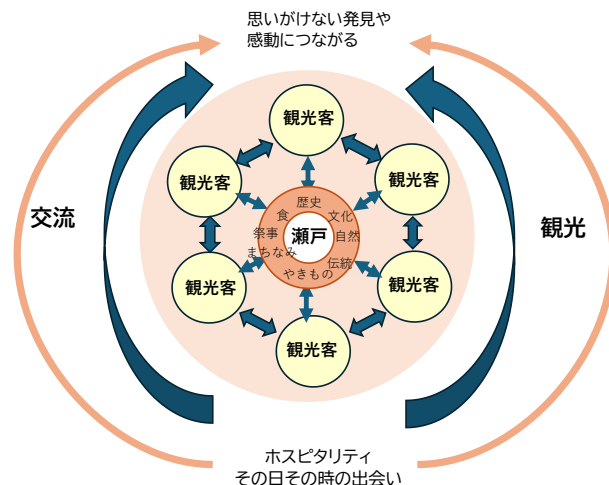 思いがけない発見や
感動につながる
観光客
観光客
観光客
交流
観光
歴史
食
文化
祭事
瀬戸
自然
まちなみ
伝統
やきもの
観光客
観光客
観光客
ホスピタリティ
その日その時の出会い